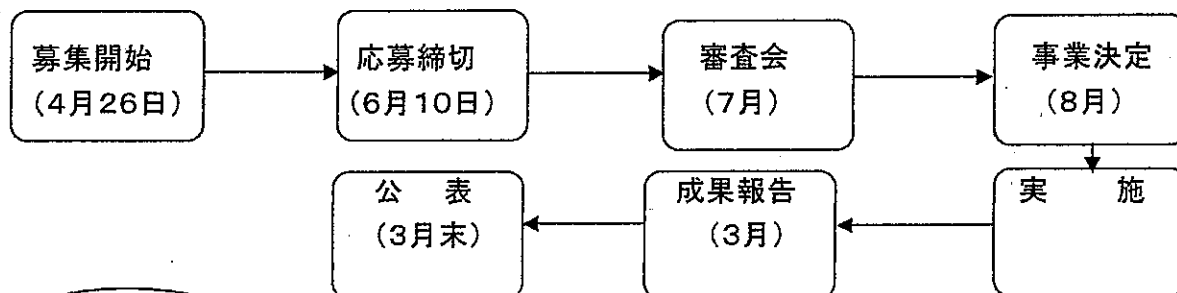 募集開始
(4月26日)
応募締切
(6月10日)
審査会
(7月)
事業決定
(8月)
実　　施
成果報告
(3月)
公　表
(3月末)